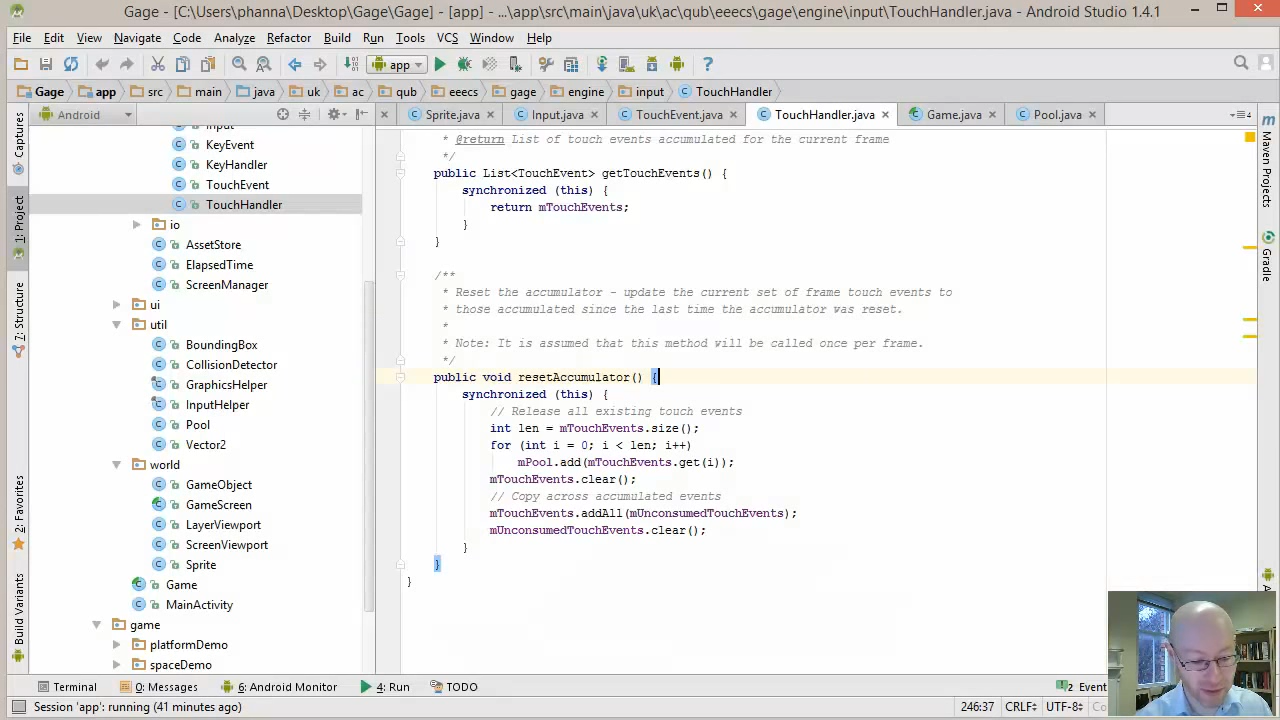 Gage - [C:\Users\phanna\Desktop\Gage\Gage] - [app] - ...\app\src\main\java\uk\ac\qub\eeecs\gage\engine\input\TouchHandler.java - Android Studio 1.4.1
File Edit View Navigate Code Analyze Refactor Build Run Tools VCS Window Help
app
Gage app src main java uk ac qub eeecs gage engine input TouchHandler
Android
Sprite.java Input.java TouchEvent.java TouchHandler.java Game.java Pool.java
Captures
1: Project
7: Structure
2: Favorites
Build Variants
Input
KeyEvent
KeyHandler
TouchEvent
TouchHandler
io
AssetStore
ElapsedTime
ScreenManager
ui
util
BoundingBox
CollisionDetector
GraphicsHelper
InputHelper
Pool
Vector2
world
GameObject
GameScreen
LayerViewport
ScreenViewport
Sprite
Game
MainActivity
game
platformDemo
spaceDemo
* @return List of touch events accumulated for the current frame
*/
public List<TouchEvent> getTouchEvents() {
synchronized (this) {
return mTouchEvents;
}
}
/**
* Reset the accumulator - update the current set of frame touch events to
* those accumulated since the last time the accumulator was reset.
*
* Note: It is assumed that this method will be called once per frame.
*/
public void resetAccumulator() {
synchronized (this) {
// Release all existing touch events
int len = mTouchEvents.size();
for (int i = 0; i < len; i++)
mPool.add(mTouchEvents.get(i));
mTouchEvents.clear();
// Copy across accumulated events
mTouchEvents.addAll(mUnconsumedTouchEvents);
mUnconsumedTouchEvents.clear();
}
}
}
Maven Projects
Gradle
Terminal 0: Messages 6: Android Monitor 4: Run TODO 2 Event
Session 'app': running (41 minutes ago) 246:37 CRLF UTF-8